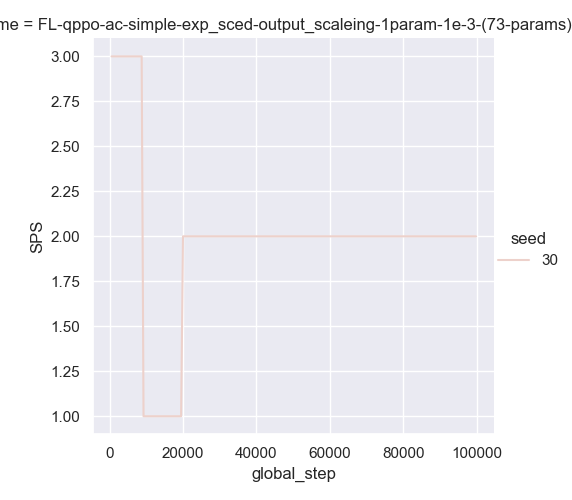 me = FL-qppo-ac-simple-exp_sced-output_scaleing-1param-1e-3-(73-params)
3.00
2.75
2.50
2.25
2.00
1.75
1.50
1.25
1.00
SPS
0 20000 40000 60000 80000 100000
global_step
seed
30